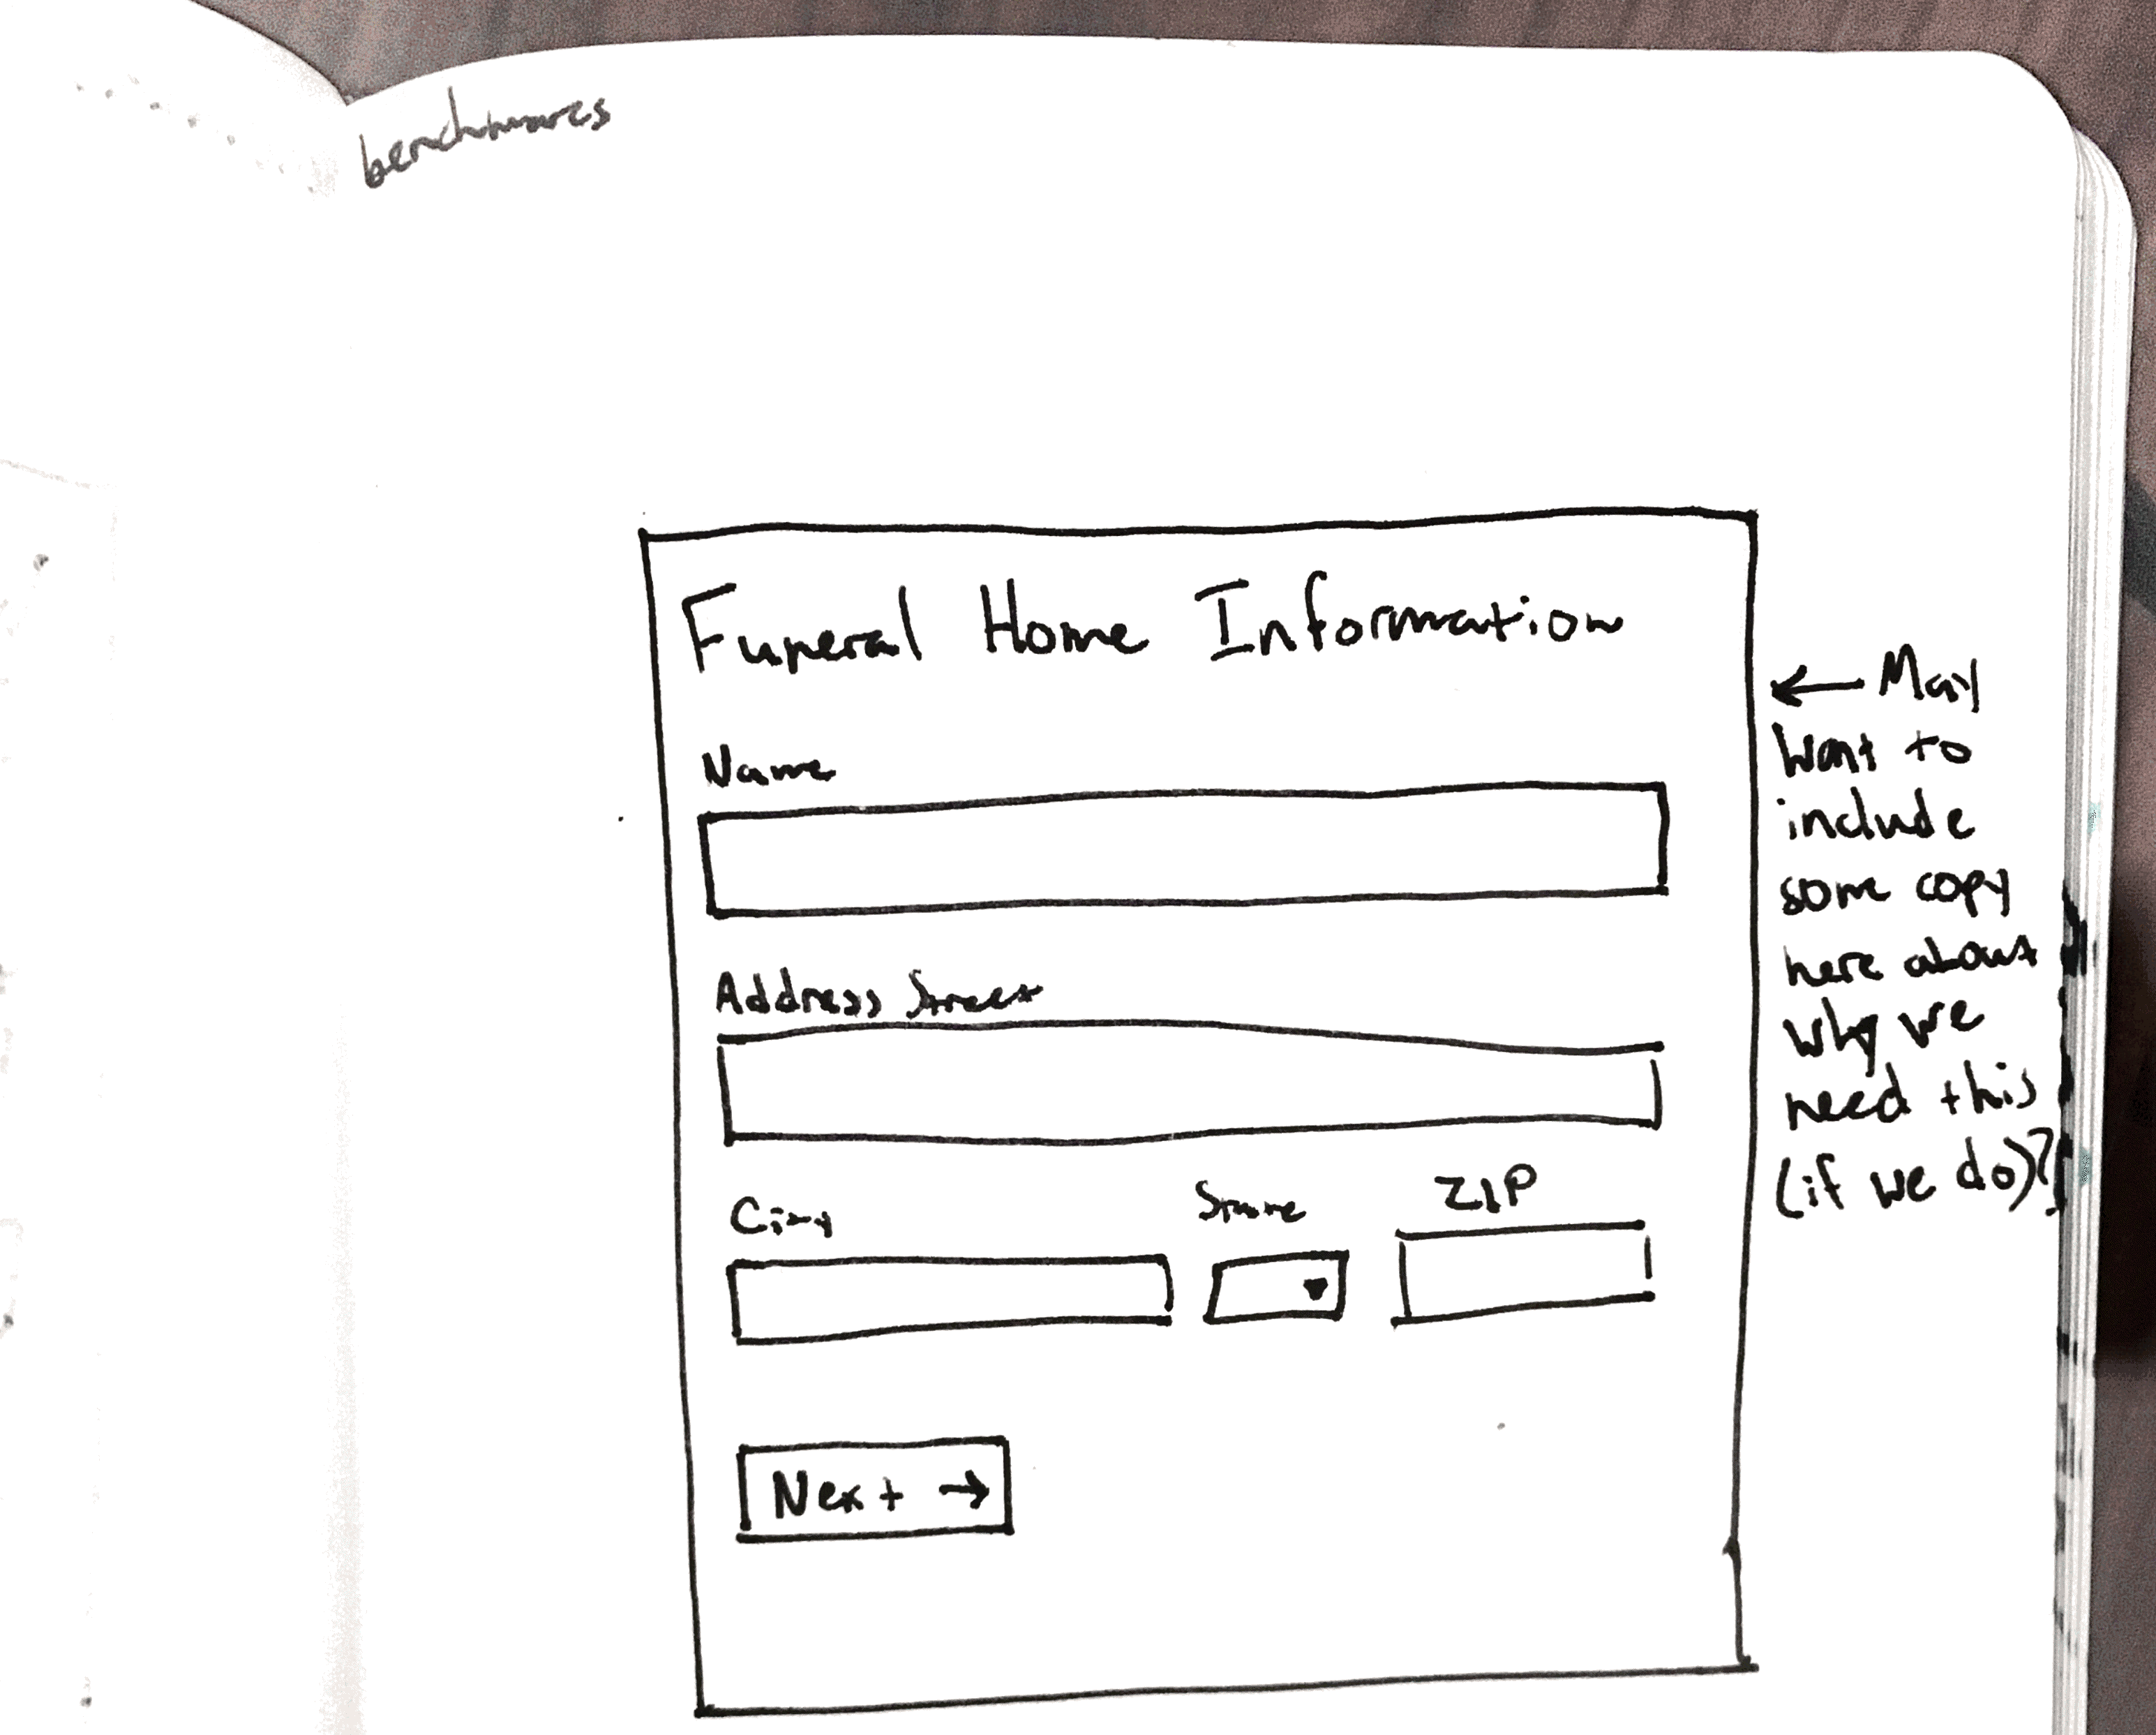 benchmarks
Funeral Home Information
Name
Address Street
City State ZIP
Next →
← May
want to
include
some copy
here about
why we
need this
(if we do)?